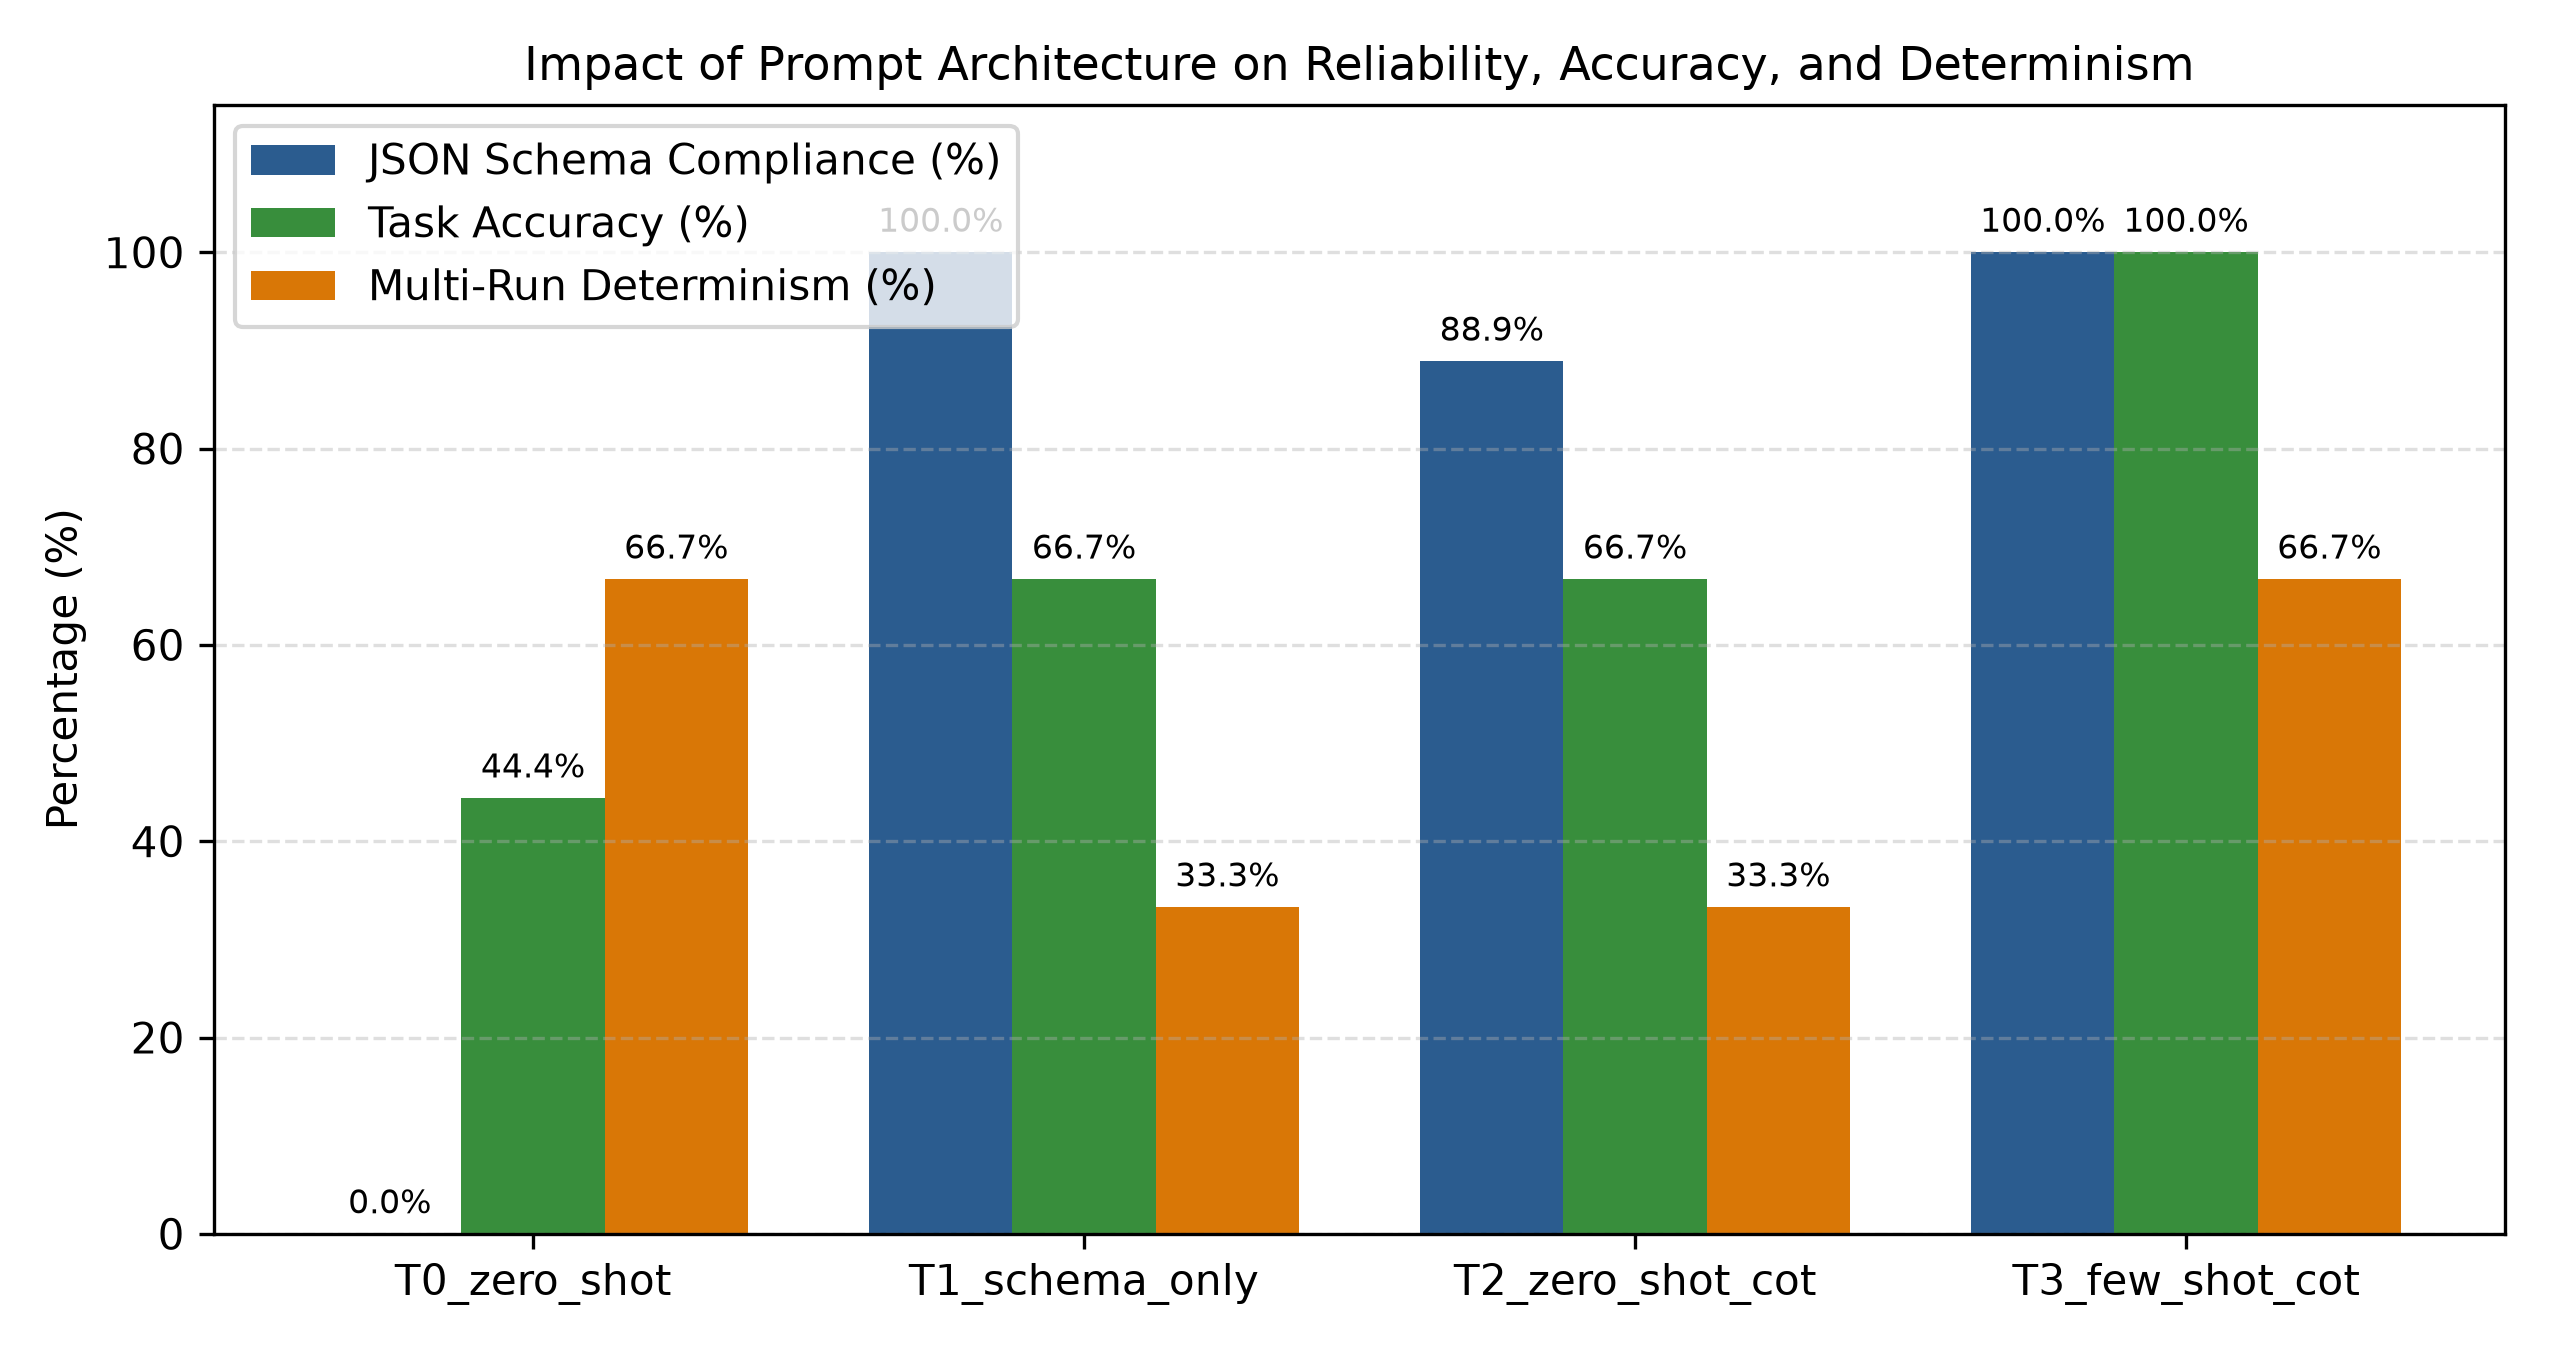 Impact of Prompt Architecture on Reliability, Accuracy, and Determinism
JSON Schema Compliance (%)
Task Accuracy (%)
Multi-Run Determinism (%)
Percentage (%)
100
80
60
40
20
0
0.0%
44.4%
66.7%
100.0%
66.7%
33.3%
88.9%
66.7%
33.3%
100.0%
100.0%
66.7%
T0_zero_shot
T1_schema_only
T2_zero_shot_cot
T3_few_shot_cot